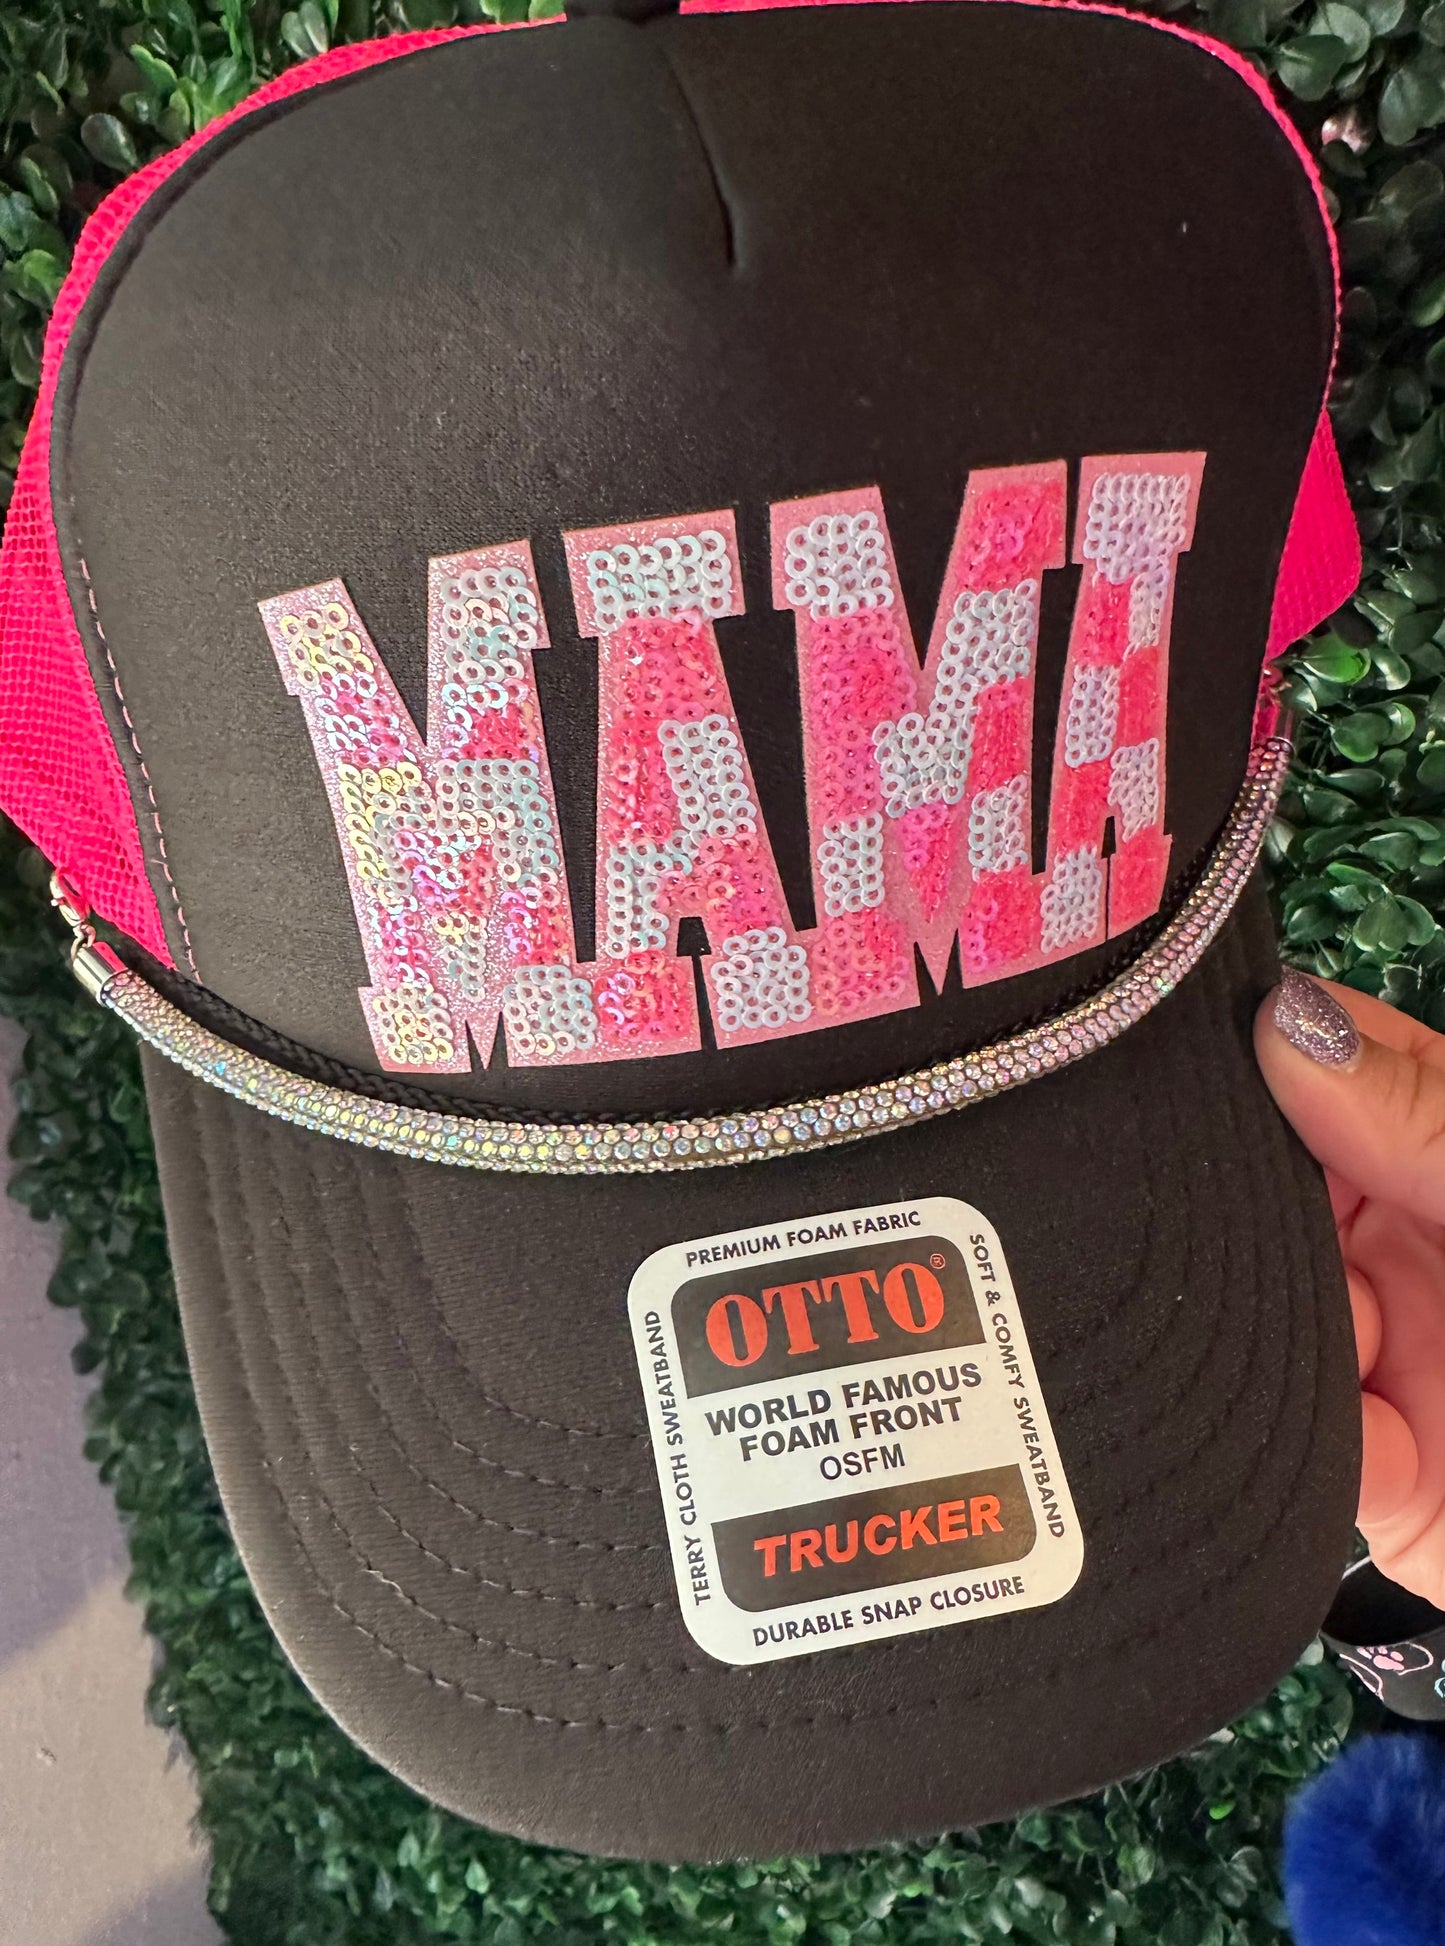 MAMA
PREMIUM FOAM FABRIC
OTTO®
WORLD FAMOUS
FOAM FRONT
OSFM
TRUCKER
DURABLE SNAP CLOSURE
TERRY CLOTH SWEATBAND
SOFT & COMFY SWEATBAND